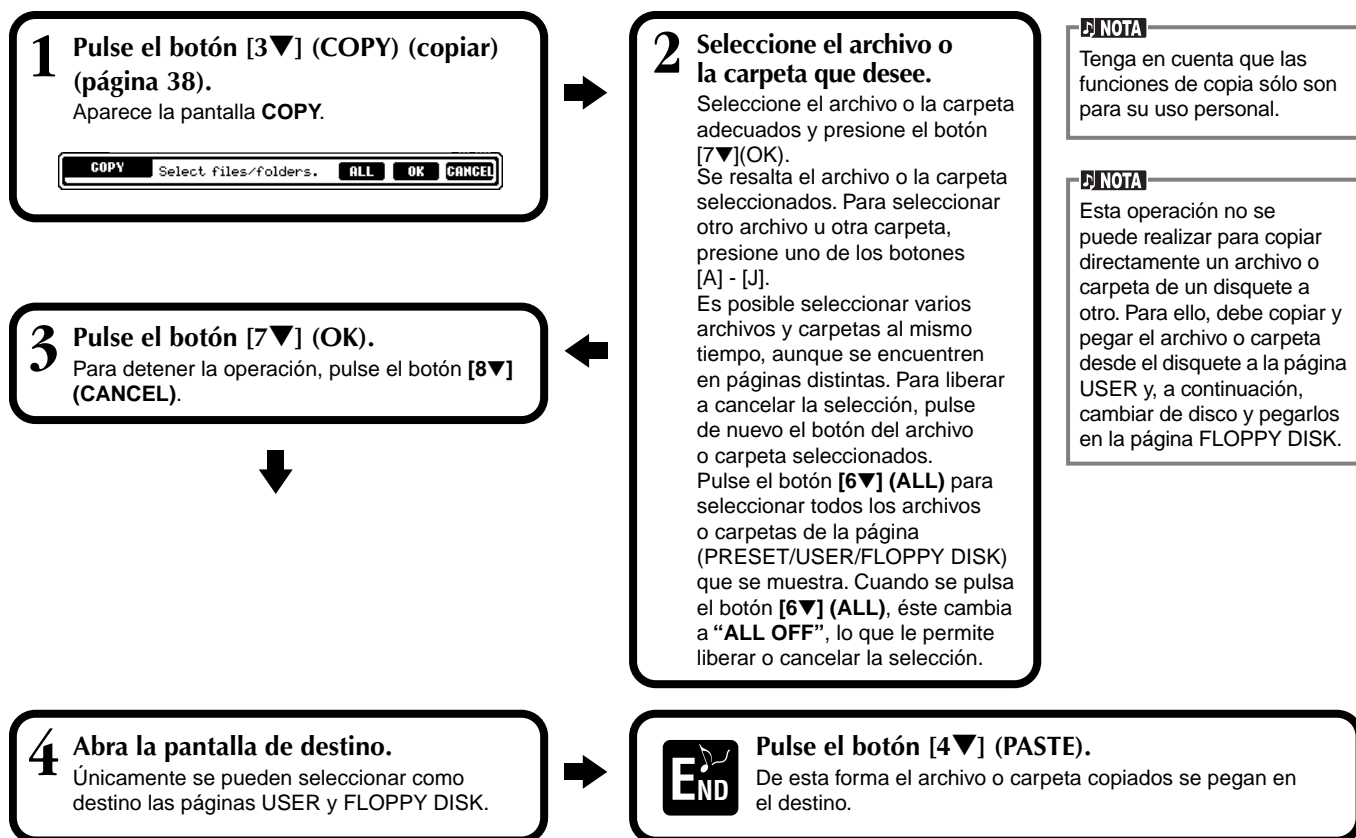 1 Pulse el botón [3▼] (COPY) (copiar)
(página 38).
Aparece la pantalla COPY.
COPY Select files/folders. ALL OK CANCEL
2 Seleccione el archivo o
la carpeta que desee.
Seleccione el archivo o la carpeta
adecuados y presione el botón
[7▼](OK).
Se resalta el archivo o la carpeta
seleccionados. Para seleccionar
otro archivo u otra carpeta,
presione uno de los botones
[A] - [J].
Es posible seleccionar varios
archivos y carpetas al mismo
tiempo, aunque se encuentren
en páginas distintas. Para liberar
a cancelar la selección, pulse
de nuevo el botón del archivo
o carpeta seleccionados.
Pulse el botón [6▼] (ALL) para
seleccionar todos los archivos
o carpetas de la página
(PRESET/USER/FLOPPY DISK)
que se muestra. Cuando se pulsa
el botón [6▼] (ALL), éste cambia
a “ALL OFF”, lo que le permite
liberar o cancelar la selección.
NOTA
Tenga en cuenta que las
funciones de copia sólo son
para su uso personal.
NOTA
Esta operación no se
puede realizar para copiar
directamente un archivo o
carpeta de un disquete a
otro. Para ello, debe copiar y
pegar el archivo o carpeta
desde el disquete a la página
USER y, a continuación,
cambiar de disco y pegarlos
en la página FLOPPY DISK.
3 Pulse el botón [7▼] (OK).
Para detener la operación, pulse el botón [8▼]
(CANCEL).
4 Abra la pantalla de destino.
Únicamente se pueden seleccionar como
destino las páginas USER y FLOPPY DISK.
END
Pulse el botón [4▼] (PASTE).
De esta forma el archivo o carpeta copiados se pegan en
el destino.